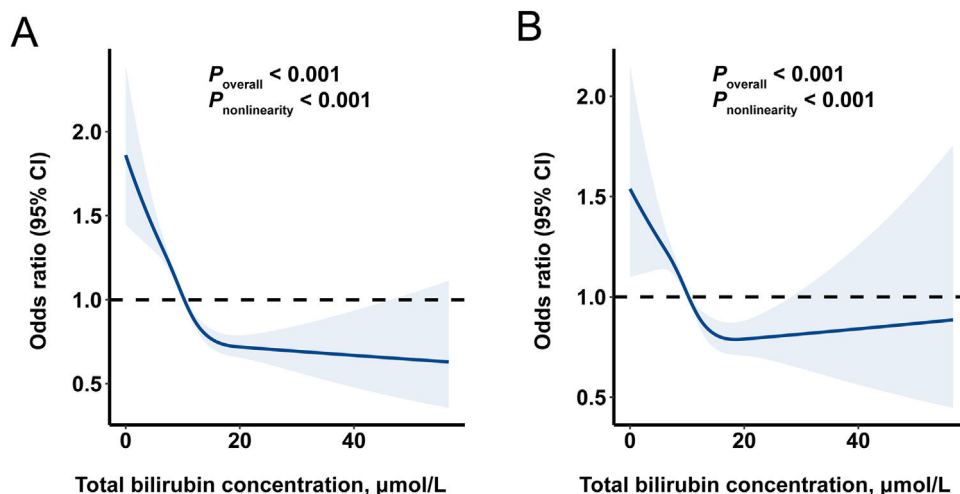 A
P overall < 0.001
P nonlinearity < 0.001
Odds ratio (95% CI)
2.0
1.5
1.0
0.5
0
20
40
Total bilirubin concentration, μmol/L
B
P overall < 0.001
P nonlinearity < 0.001
Odds ratio (95% CI)
2.0
1.5
1.0
0.5
0
20
40
Total bilirubin concentration, μmol/L